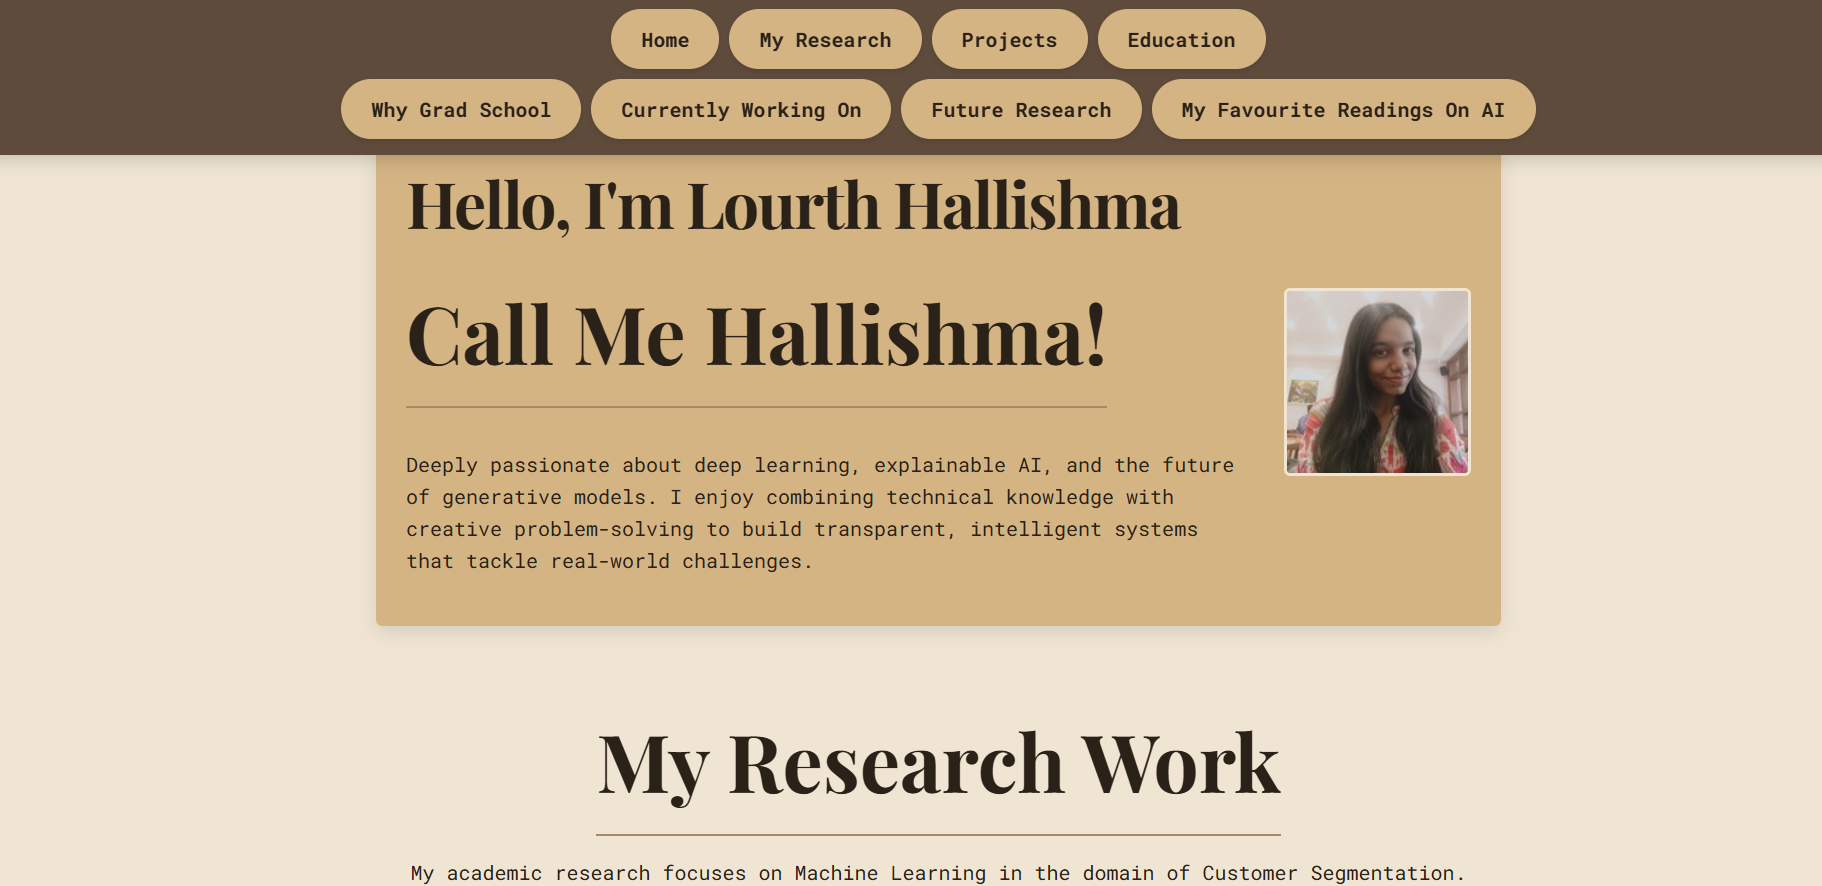 Home My Research Projects Education
Why Grad School Currently Working On Future Research My Favourite Readings On AI
Hello, I'm Lourth Hallishma
Call Me Hallishma!
Deeply passionate about deep learning, explainable AI, and the future
of generative models. I enjoy combining technical knowledge with
creative problem-solving to build transparent, intelligent systems
that tackle real-world challenges.
My Research Work
My academic research focuses on Machine Learning in the domain of Customer Segmentation.